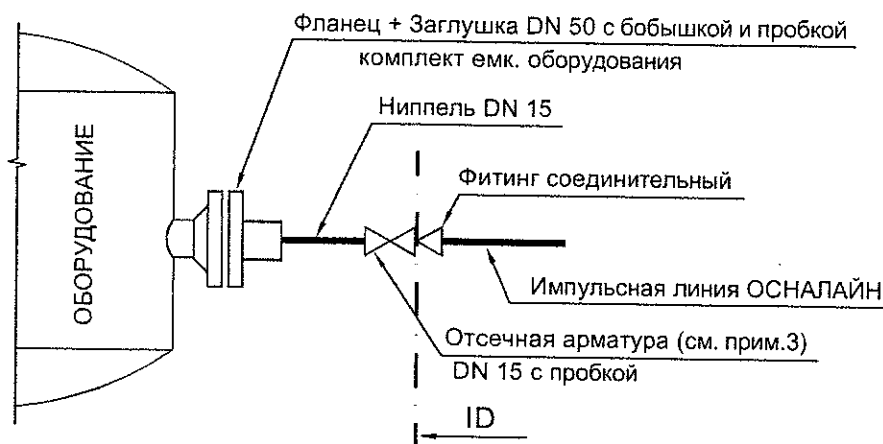 Фланец + Заглушка DN 50 с бобышкой и пробкой
комплект емк. оборудования
Ниппель DN 15
ОБОРУДОВАНИЕ
Фитинг соединительный
Импульсная линия ОСНАЛАЙН
Отсечная арматура (см. прим.3)
DN 15 с пробкой
ID